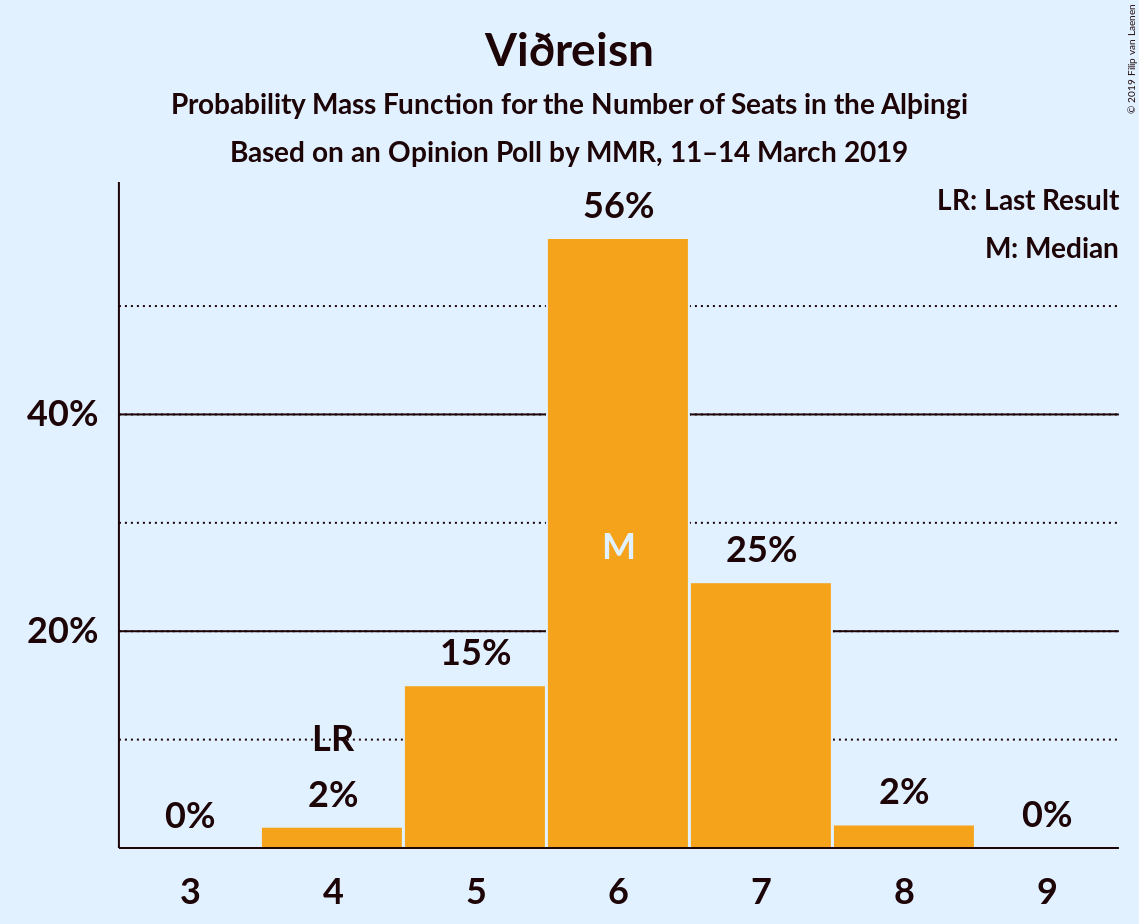 Viðreisn
Probability Mass Function for the Number of Seats in the Alþingi
Based on an Opinion Poll by MMR, 11–14 March 2019
© 2019 Filip van Laenen
LR: Last Result
M: Median
56%
40%
M
25%
20%
15%
LR
2%
2%
0%
0%
3 4 5 6 7 8 9